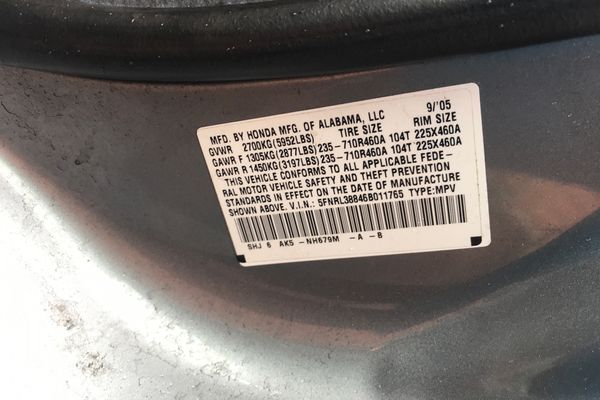 MFD. BY HONDA MFG. OF ALABAMA, LLC 9/'05
GVWR 2700KG(5952LBS) TIRE SIZE RIM SIZE
GAWR F 1305KG(2877LBS)235-710R460A 104T 225X460A
GAWR R 1450KG(3197LBS)235-710R460A 104T 225X460A
THIS VEHICLE CONFORMS TO ALL APPLICABLE FEDE-
RAL MOTOR VEHICLE SAFETY AND THEFT PREVENTION
STANDARDS IN EFFECT ON THE DATE OF MANUFACTURE
SHOWN ABOVE. V.I.N.: 5FNRL38846B011765 TYPE:MPV
SHJ 6 AK5 -NH679M -A -B